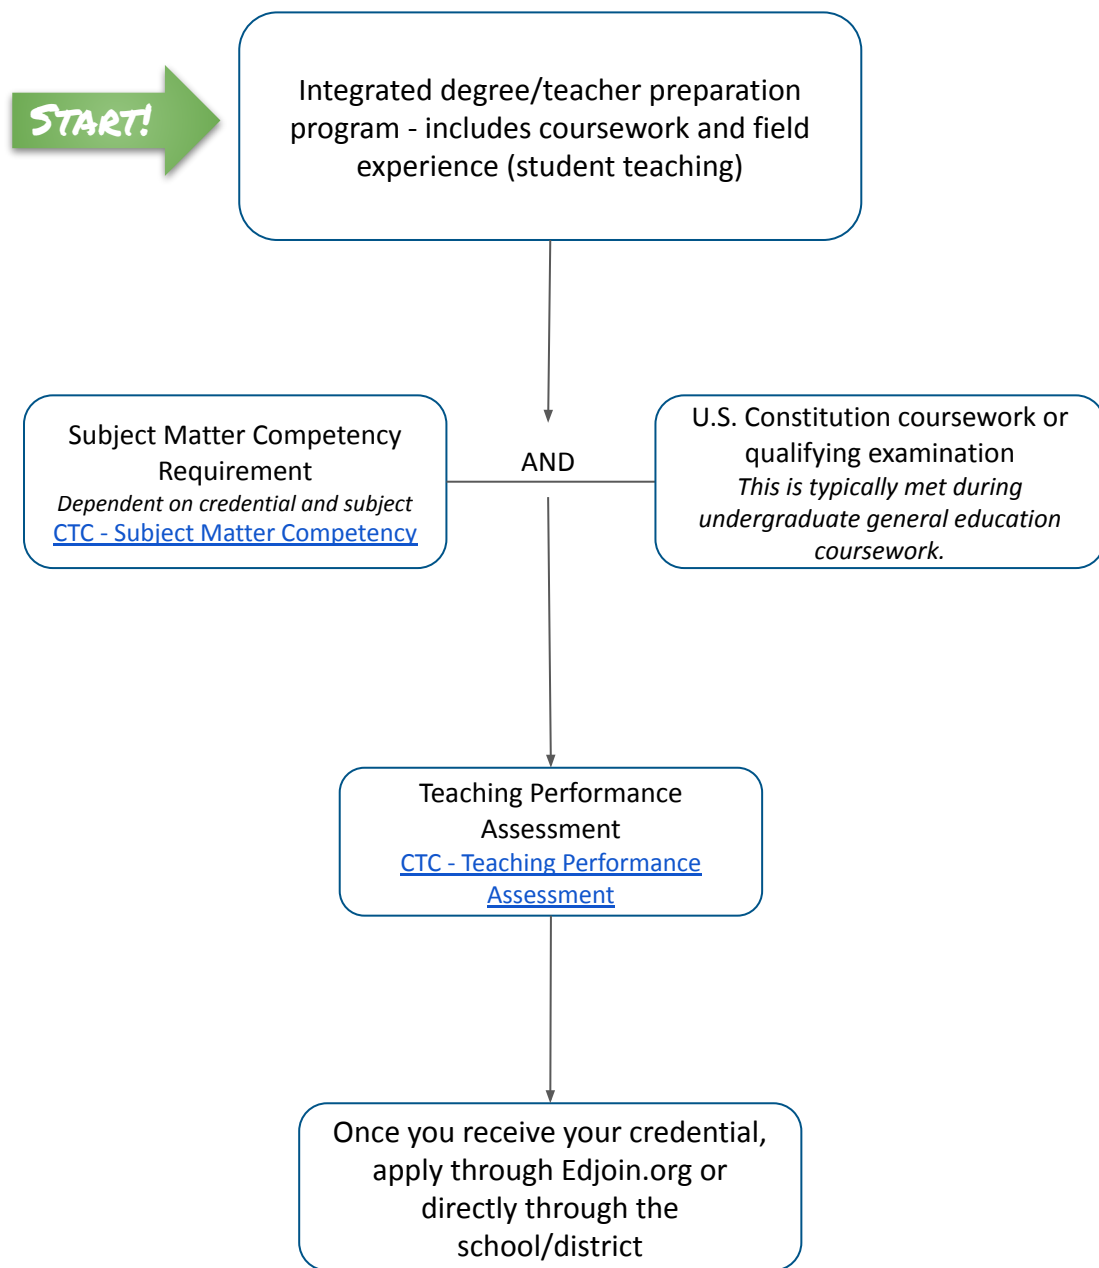 START!
Integrated degree/teacher preparation
program - includes coursework and field
experience (student teaching)
Subject Matter Competency
Requirement
Dependent on credential and subject
CTC - Subject Matter Competency
AND
U.S. Constitution coursework or
qualifying examination
This is typically met during
undergraduate general education
coursework.
Teaching Performance
Assessment
CTC - Teaching Performance
Assessment
Once you receive your credential,
apply through Edjoin.org or
directly through the
school/district